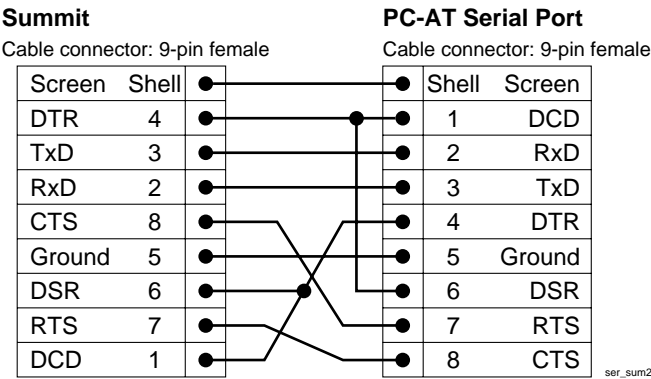 Summit PC-AT Serial Port
Cable connector: 9-pin female Cable connector: 9-pin female
Screen Shell Shell Screen
DTR 4 1 DCD
TxD 3 2 RxD
RxD 2 3 TxD
CTS 8 4 DTR
Ground 5 5 Ground
DSR 6 6 DSR
RTS 7 7 RTS
DCD 1 8 CTS
ser_sum2